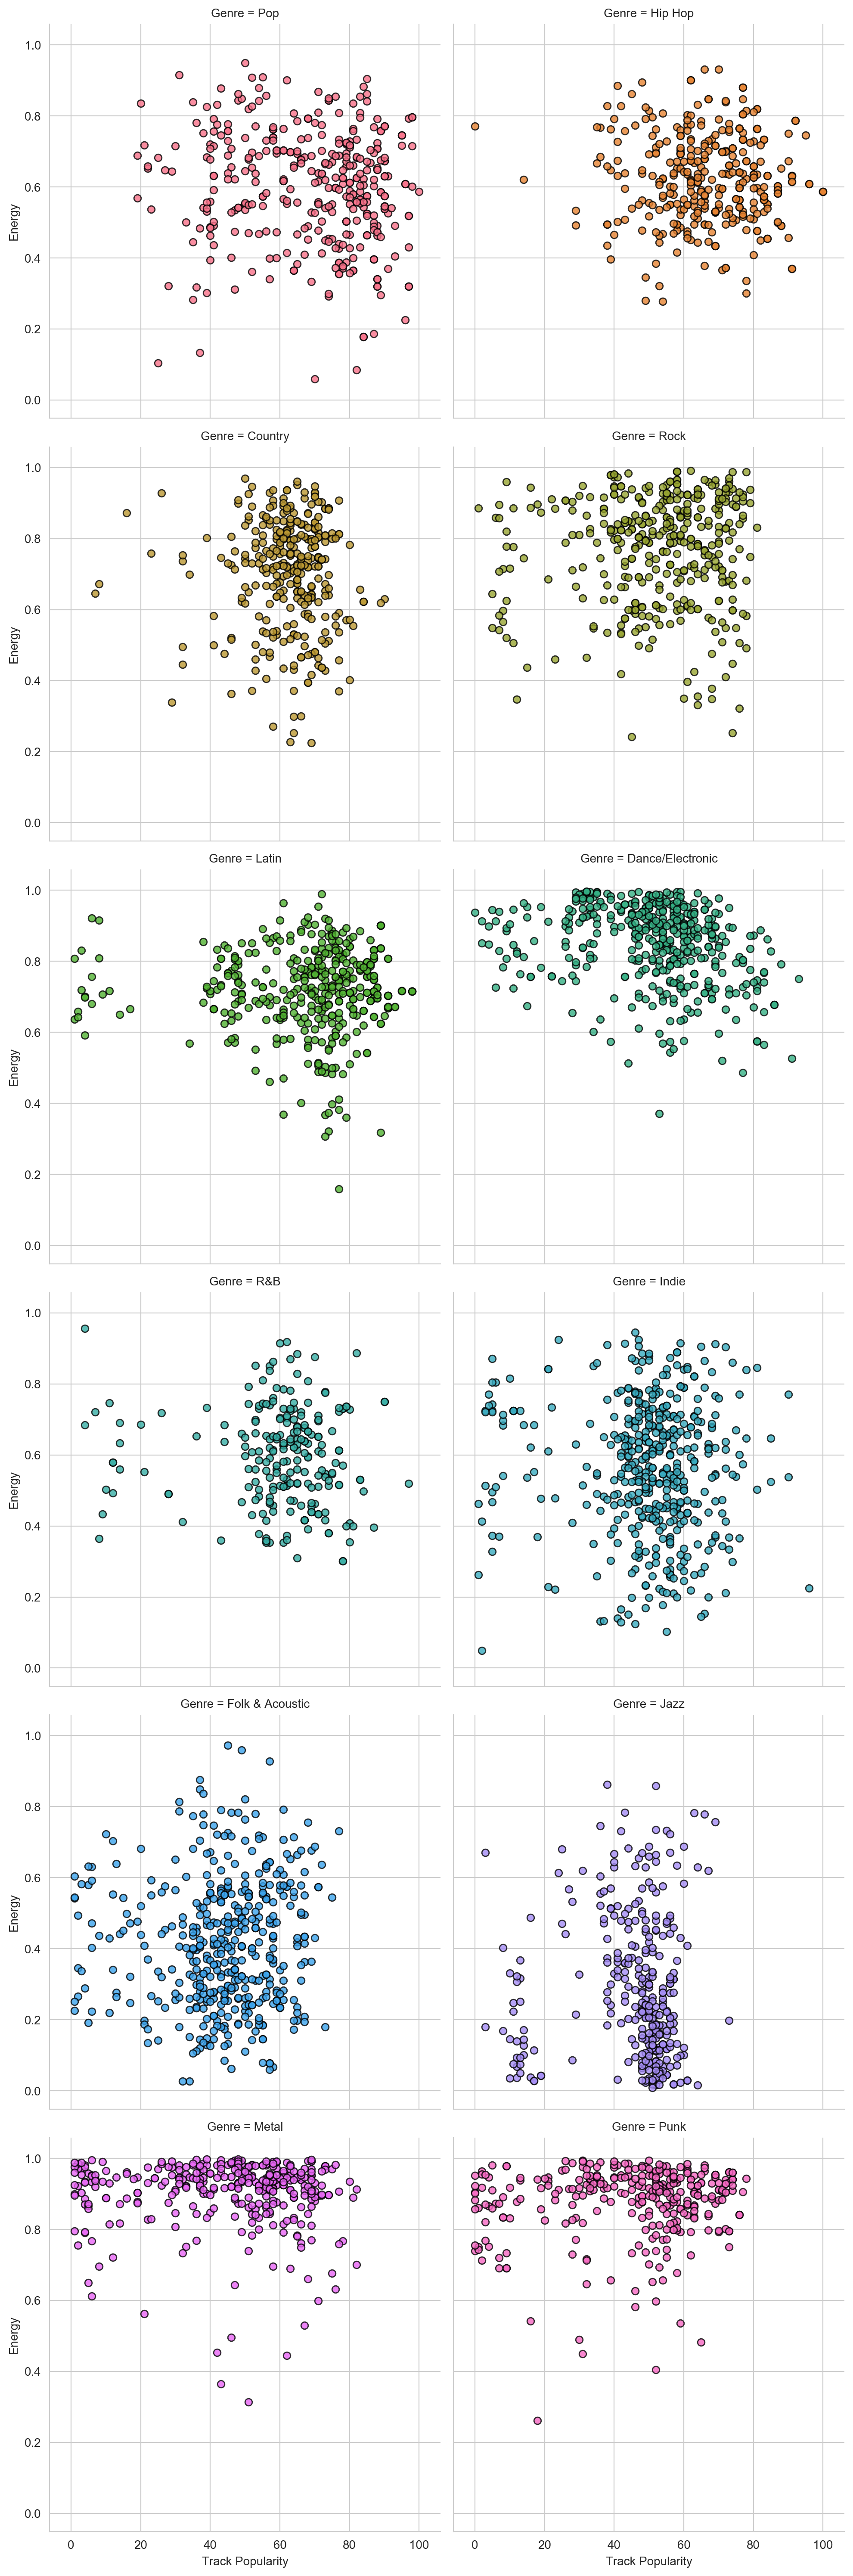 Genre = Pop
Genre = Hip Hop
1.0
0.8
0.6
0.4
0.2
0.0
Energy
Genre = Country
Genre = Rock
1.0
0.8
0.6
0.4
0.2
0.0
Energy
Genre = Latin
Genre = Dance/Electronic
1.0
0.8
0.6
0.4
0.2
0.0
Energy
Genre = R&B
Genre = Indie
1.0
0.8
0.6
0.4
0.2
0.0
Energy
Genre = Folk & Acoustic
Genre = Jazz
1.0
0.8
0.6
0.4
0.2
0.0
Energy
Genre = Metal
Genre = Punk
1.0
0.8
0.6
0.4
0.2
0.0
Energy
0 20 40 60 80 100
0 20 40 60 80 100
Track Popularity
Track Popularity